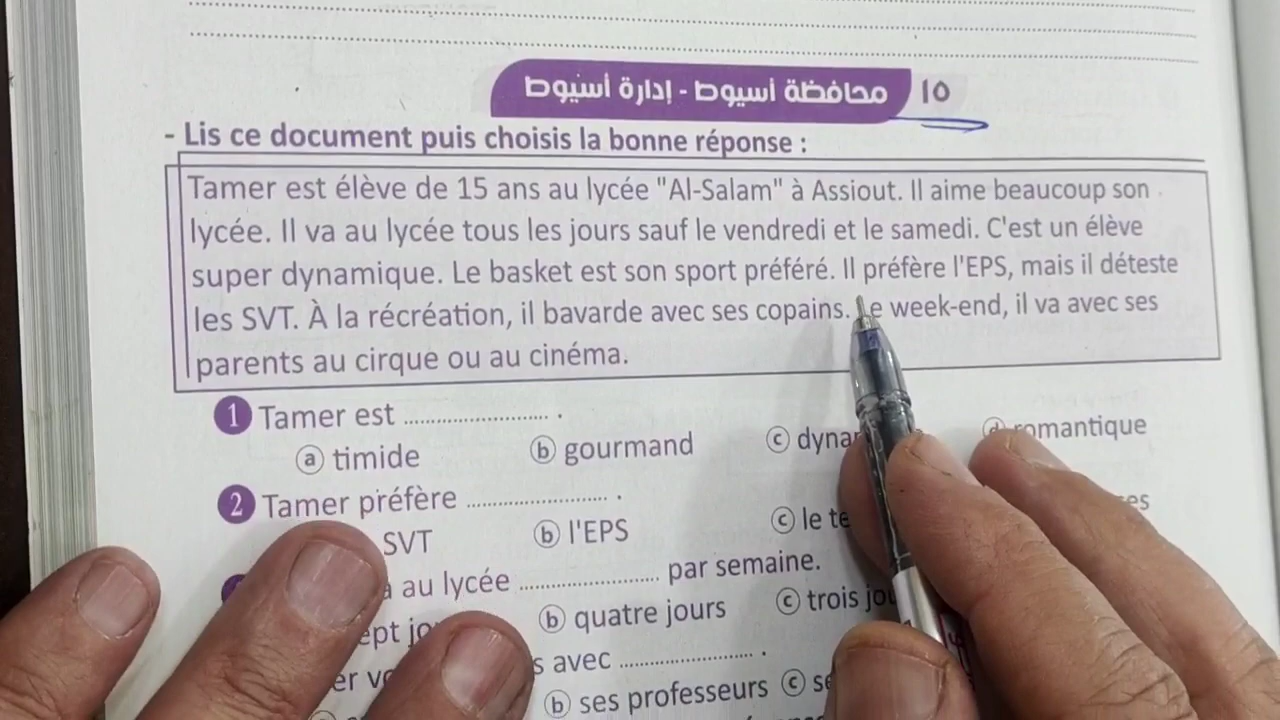 محافظة أسيوط - إدارة أسيوط ١٥
- Lis ce document puis choisis la bonne réponse :
Tamer est élève de 15 ans au lycée "Al-Salam" à Assiout. Il aime beaucoup son
lycée. Il va au lycée tous les jours sauf le vendredi et le samedi. C'est un élève
super dynamique. Le basket est son sport préféré. Il préfère l'EPS, mais il déteste
les SVT. À la récréation, il bavarde avec ses copains. Le week-end, il va avec ses
parents au cirque ou au cinéma.
1 Tamer est ........................ .
a timide b gourmand c d romantique
2 Tamer préfère ........................ .
SVT b l'EPS c le
au lycée ........................ par semaine.
b quatre jours c trois
avec ........................ .
b ses professeurs c